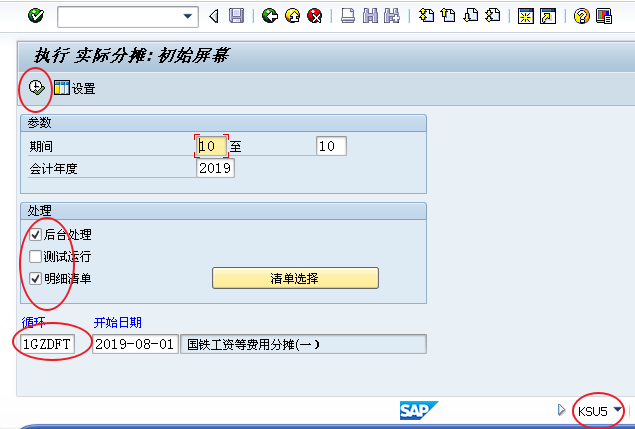 执行 实际分摊: 初始屏幕
设置
参数
期间 10 至 10
会计年度 2019
处理
后台处理
测试运行
明细清单 清单选择
循环 开始日期
1GZDFT 2019-08-01 国铁工资等费用分摊(一)
SAP KSU5